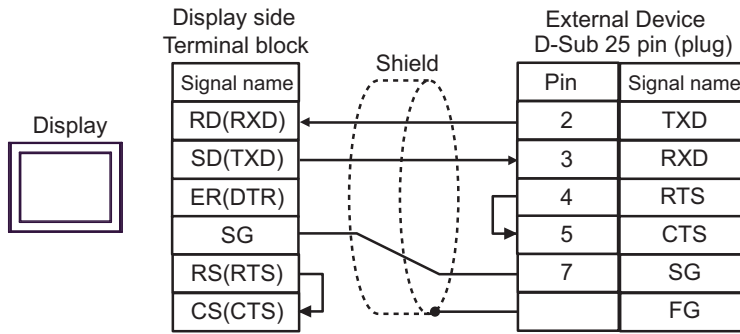 Display side
Terminal block
External Device
D-Sub 25 pin (plug)
Shield
Display
Signal name
Pin
Signal name
RD(RXD)
2
TXD
SD(TXD)
3
RXD
ER(DTR)
4
RTS
SG
5
CTS
RS(RTS)
7
SG
CS(CTS)
FG